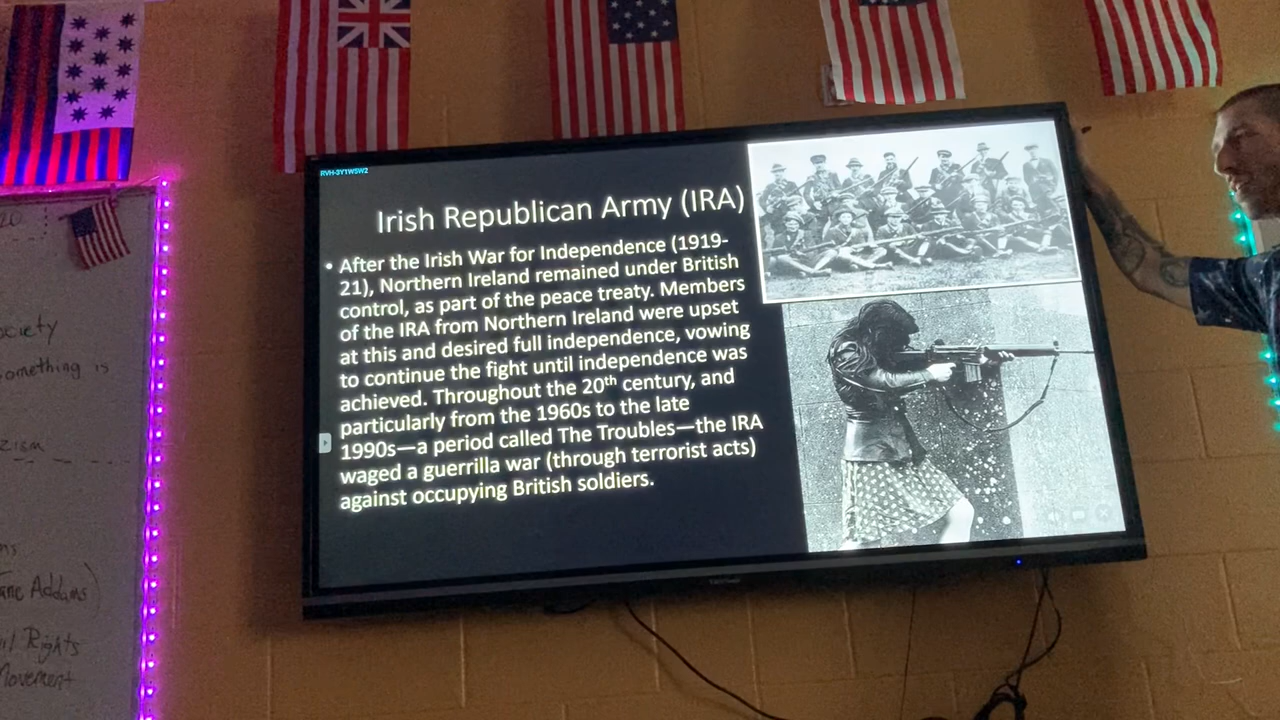 RVH-3Y1W5W2
Irish Republican Army (IRA)
• After the Irish War for Independence (1919-
21), Northern Ireland remained under British
control, as part of the peace treaty. Members
of the IRA from Northern Ireland were upset
at this and desired full independence, vowing
to continue the fight until independence was
achieved. Throughout the 20th century, and
particularly from the 1960s to the late
1990s—a period called The Troubles—the IRA
waged a guerrilla war (through terrorist acts)
against occupying British soldiers.
omething is
Addams)
Rights
Movement